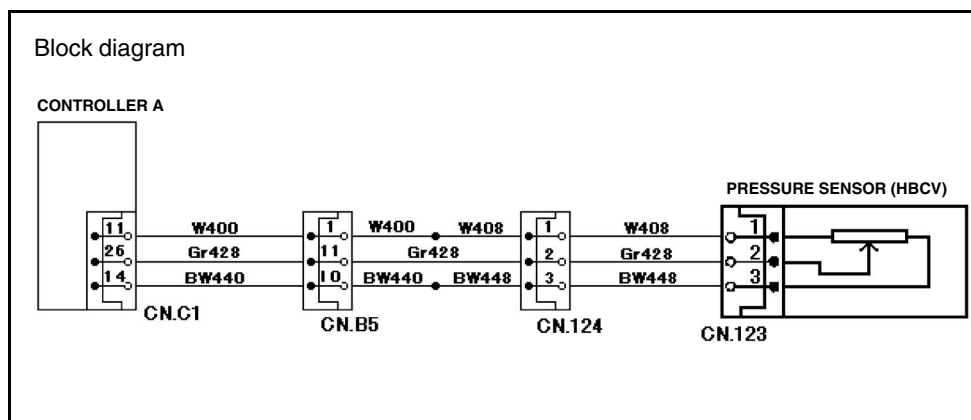 Block diagram
CONTROLLER A
PRESSURE SENSOR (HBCV)
11 W400 1 W400 W408 1 W408 1
26 Gr428 11 Gr428 2 Gr428 2
14 BW440 10 BW440 BW448 3 BW448 3
CN.C1
CN.B5
CN.124
CN.123